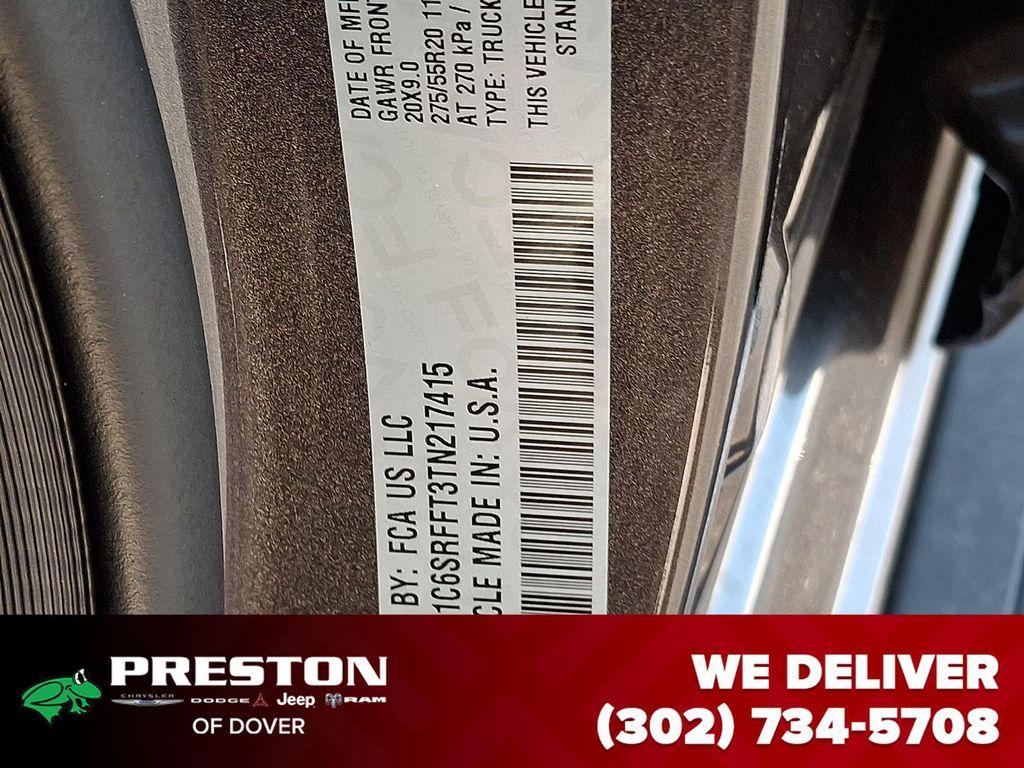 DATE OF MF
GAWR FRONT
20X9.0
275/55R20 11
AT 270 kPa /
TYPE: TRUCK
THIS VEHICLE
STAN
BY: FCA US LLC
1C6SRFFT3TN217415
CLE MADE IN: U.S.A.
PRESTON
CHRYSLER DODGE Jeep RAM
OF DOVER
WE DELIVER
(302) 734-5708